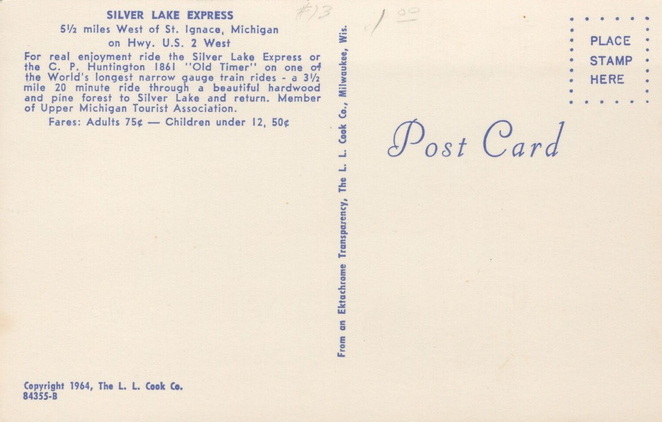 SILVER LAKE EXPRESS
5½ miles West of St. Ignace, Michigan
on Hwy. U.S. 2 West
For real enjoyment ride the Silver Lake Express or
the C. P. Huntington 1861 "Old Timer" on one of
the World's longest narrow gauge train rides - a 3½
mile 20 minute ride through a beautiful hardwood
and pine forest to Silver Lake and return. Member
of Upper Michigan Tourist Association.
Fares: Adults 75¢ — Children under 12, 50¢
Copyright 1964, The L. L. Cook Co.
84355-B
From an Ektachrome Transparency, The L. L. Cook Co., Milwaukee, Wis.
#13
1 00
Post Card
PLACE
STAMP
HERE